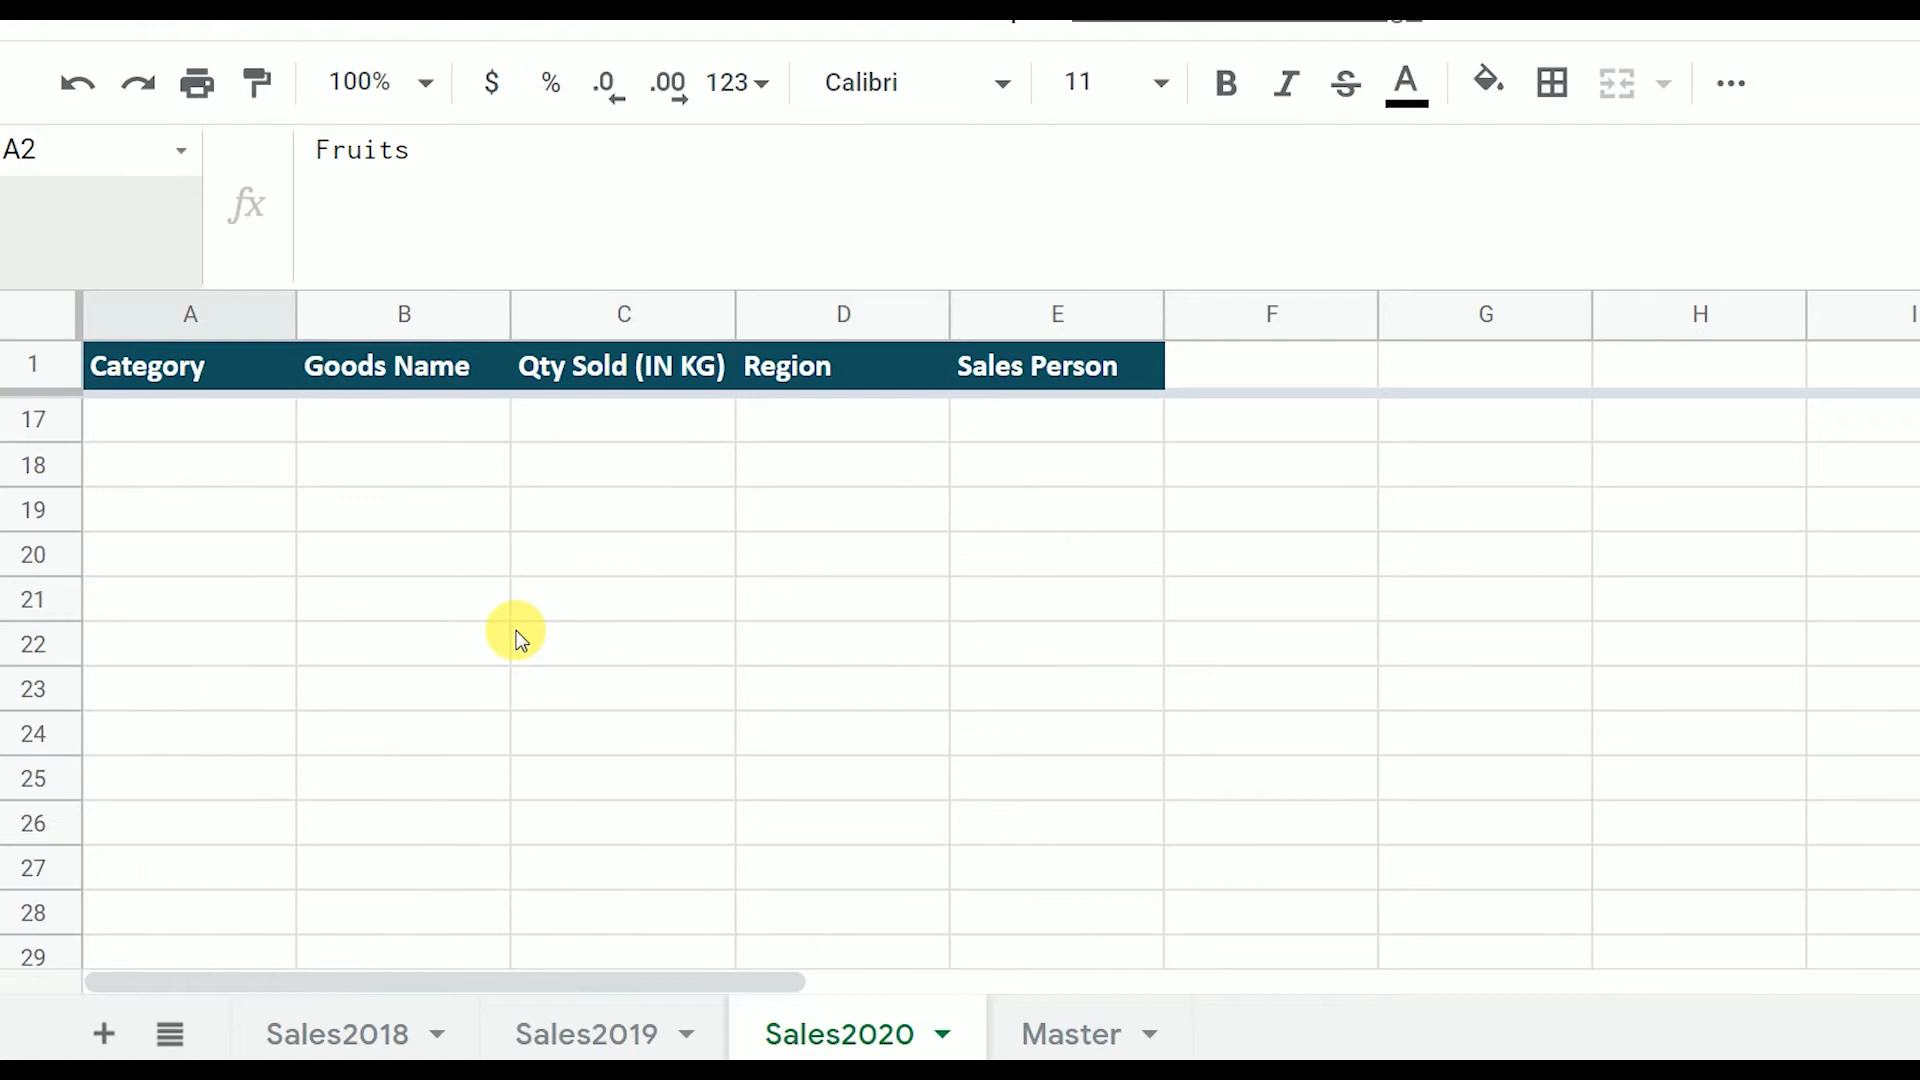 100% $ % .0 .00 123 Calibri 11 B I S A
A2 Fruits
fx
A B C D E F G H I
1 Category Goods Name Qty Sold (IN KG) Region Sales Person
17
18
19
20
21
22
23
24
25
26
27
28
29
Sales2018 Sales2019 Sales2020 Master